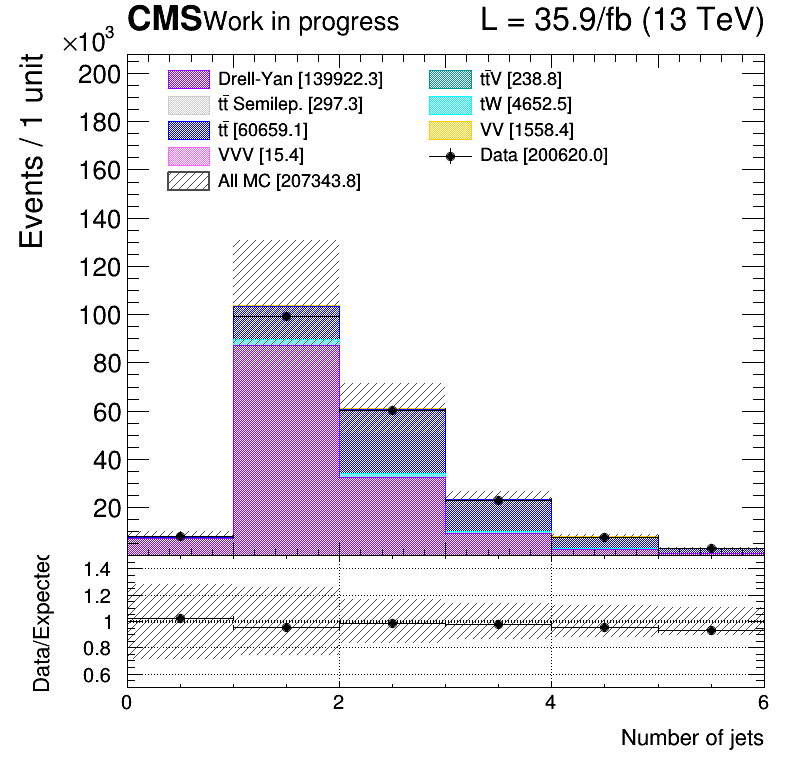 CMS Work in progress L = 35.9/fb (13 TeV)
×10³
Events / 1 unit
200
180
160
140
120
100
80
60
40
20
Drell-Yan [139922.3]
tt̄ Semilep. [297.3]
tt̄ [60659.1]
VVV [15.4]
All MC [207343.8]
tt̄V [238.8]
tW [4652.5]
VV [1558.4]
Data [200620.0]
Data/Expected
1.4
1.2
1
0.8
0.6
0 2 4 6
Number of jets